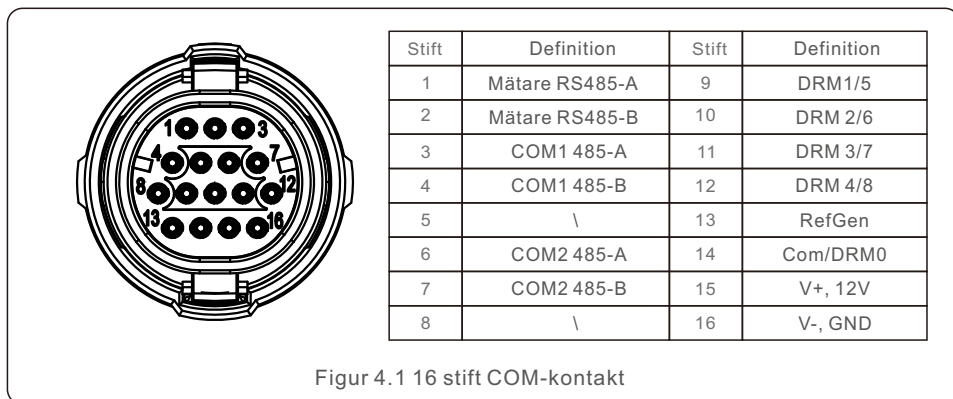 1 3
4 7
8 12
13 16
Stift Definition Stift Definition
1 Mätare RS485-A 9 DRM1/5
2 Mätare RS485-B 10 DRM 2/6
3 COM1 485-A 11 DRM 3/7
4 COM1 485-B 12 DRM 4/8
5 \ 13 RefGen
6 COM2 485-A 14 Com/DRM0
7 COM2 485-B 15 V+, 12V
8 \ 16 V-, GND
Figur 4.1 16 stift COM-kontakt